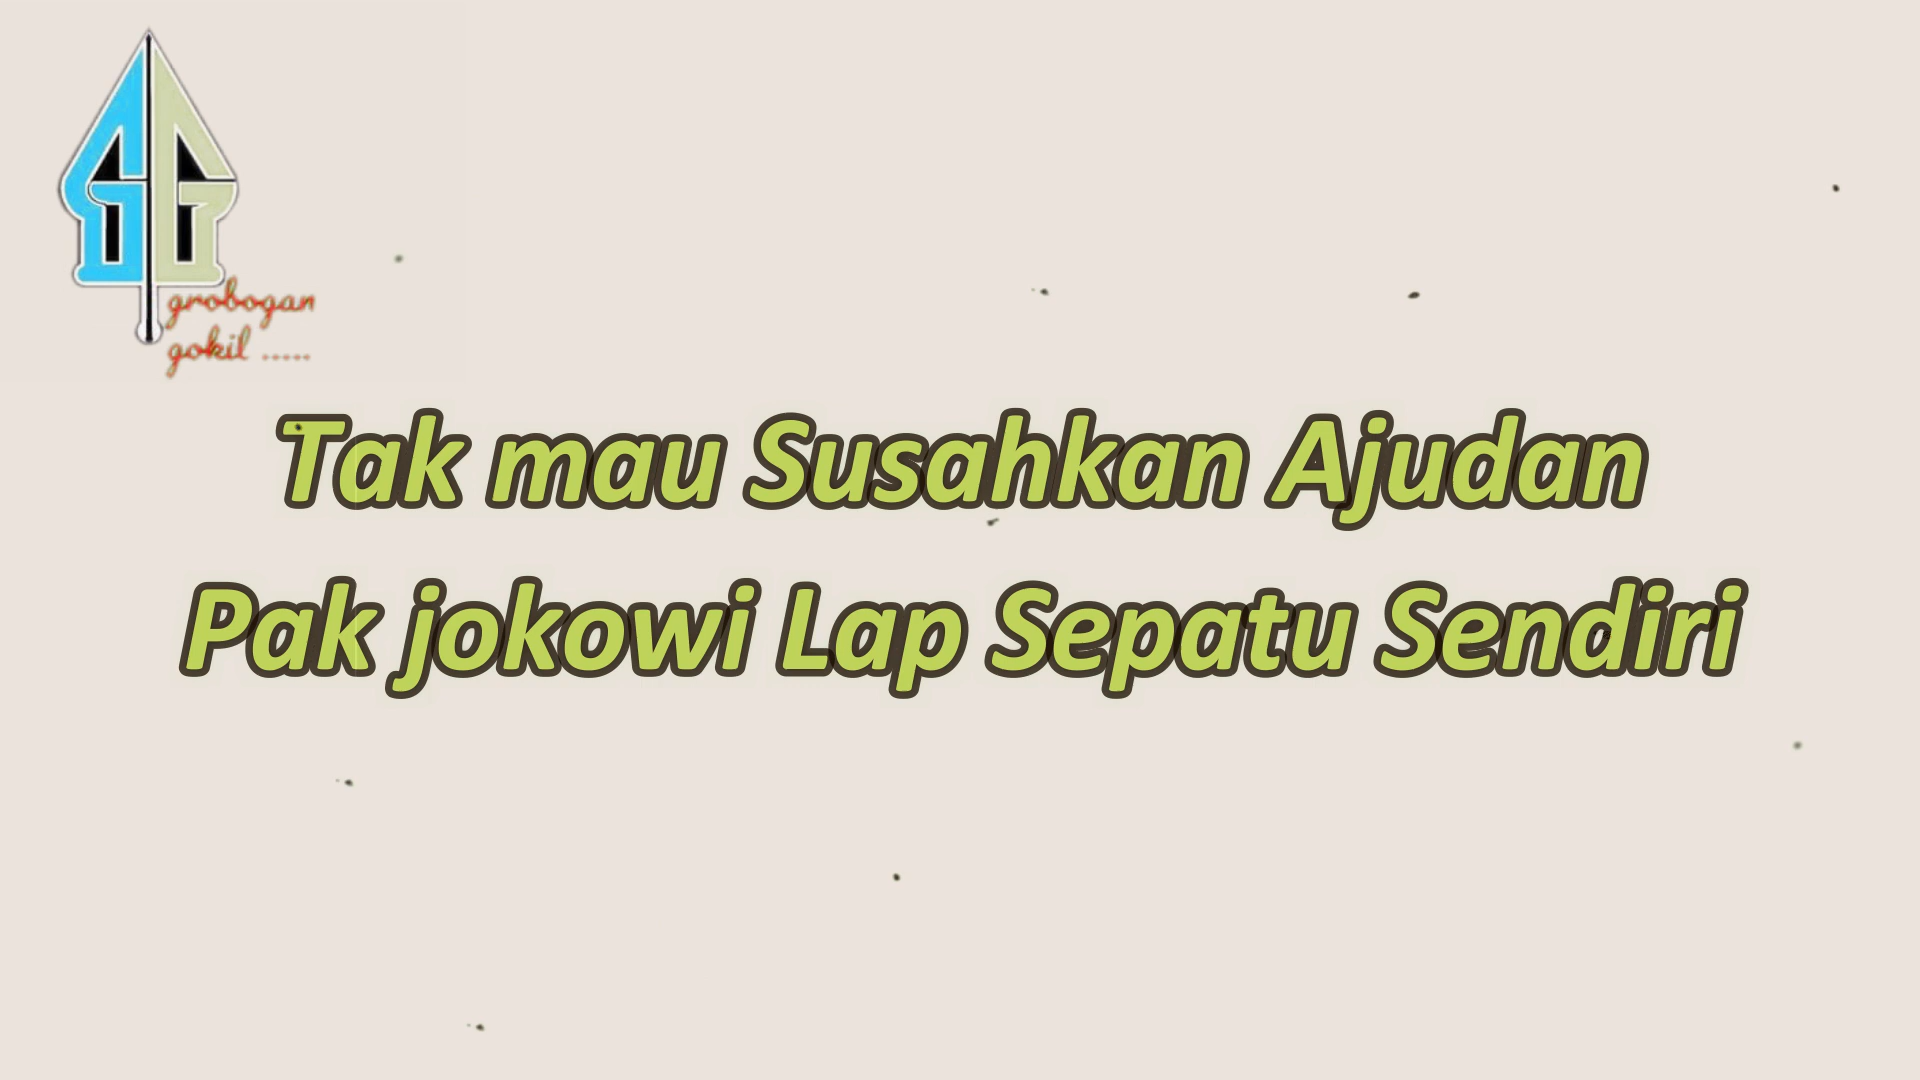 grobogan
gokil .....
Tak mau Susahkan Ajudan
Pak jokowi Lap Sepatu Sendiri